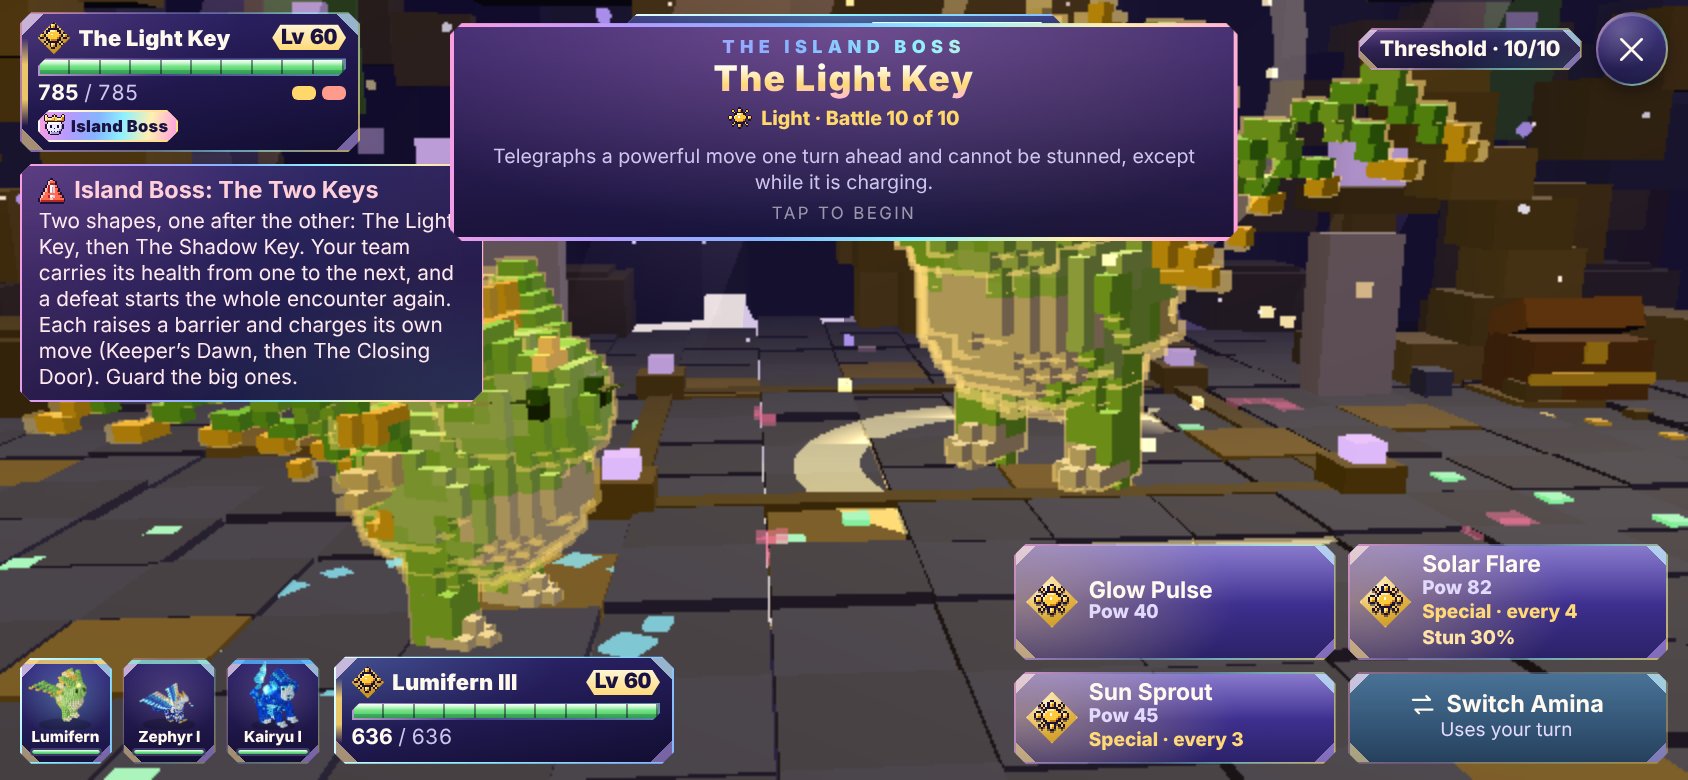 The Light Key
Lv 60
785 / 785
Island Boss
Island Boss: The Two Keys
Two shapes, one after the other: The Light
Key, then The Shadow Key. Your team
carries its health from one to the next, and
a defeat starts the whole encounter again.
Each raises a barrier and charges its own
move (Keeper’s Dawn, then The Closing
Door). Guard the big ones.
THE ISLAND BOSS
The Light Key
Light · Battle 10 of 10
Telegraphs a powerful move one turn ahead and cannot be stunned, except
while it is charging.
TAP TO BEGIN
Threshold · 10/10
Lumifern
Zephyr I
Kairyu I
Lumifern III
Lv 60
636 / 636
Glow Pulse
Pow 40
Solar Flare
Pow 82
Special · every 4
Stun 30%
Sun Sprout
Pow 45
Special · every 3
Switch Amina
Uses your turn